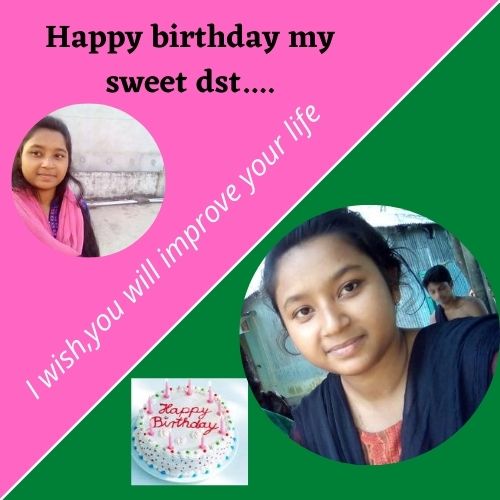 Happy birthday my
sweet dst....
I wish,you will improve your life
Happy
Birthday